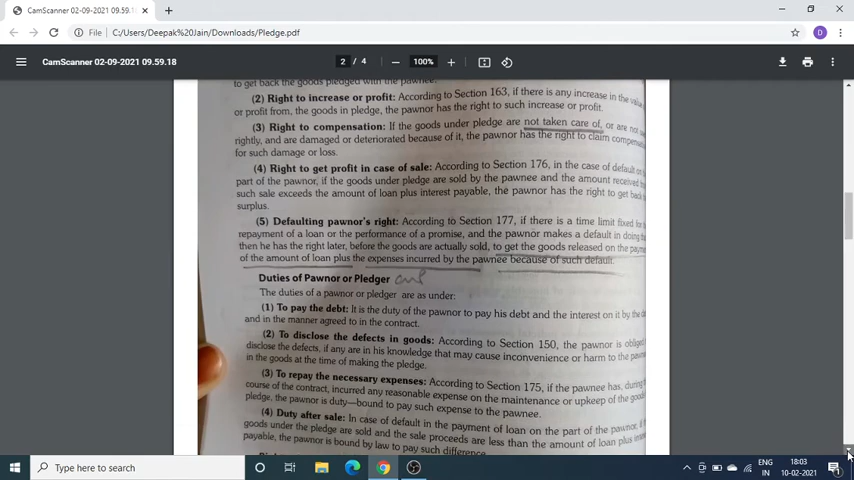 CamScanner 02-09-2021 09.59.18
File C:/Users/Deepak%20Jain/Downloads/Pledge.pdf
D
CamScanner 02-09-2021 09.59.18
2 / 4
100%
to get back the goods pledged with the pawnee.
(2) Right to increase or profit: According to Section 163, if there is any increase in the value,
or profit from, the goods in pledge, the pawnor has the right to such increase or profit.
(3) Right to compensation: If the goods under pledge are not taken care of, or are not
rightly, and are damaged or deteriorated because of it, the pawnor has the right to claim
for such damage or loss.
(4) Right to get profit in case of sale: According to Section 176, in the case of default on
part of the pawnor, if the goods under pledge are sold by the pawnee and the amount received
such sale exceeds the amount of loan plus interest payable, the pawnor has the right to get back
surplus.
(5) Defaulting pawnor's right: According to Section 177, if there is a time limit fixed for
repayment of a loan or the performance of a promise, and the pawnor makes a default in doing
then he has the right later, before the goods are actually sold, to get the goods released on the
of the amount of loan plus the expenses incurred by the pawnee because of such default.
Duties of Pawnor or Pledger
The duties of a pawnor or pledger are as under:
(1) To pay the debt: It is the duty of the pawnor to pay his debt and the interest on it by the
and in the manner agreed to in the contract.
(2) To disclose the defects in goods: According to Section 150, the pawnor is
disclose the defects, if any are in his knowledge that may cause inconvenience or harm to the
in the goods at the time of making the pledge.
(3) To repay the necessary expenses: According to Section 175, if the pawnee has,
course of the contract, incurred any reasonable expense on the maintenance or upkeep of the
pledge, the pawnor is duty—bound to pay such expense to the pawnee.
(4) Duty after sale: In case of default in the payment of loan on the part of the pawnor,
goods under the pledge are sold and the sale proceeds are less than the amount of loan plus
payable, the pawnor is bound by law to pay such difference.
Type here to search
ENG
IN
18:03
10-02-2021
1